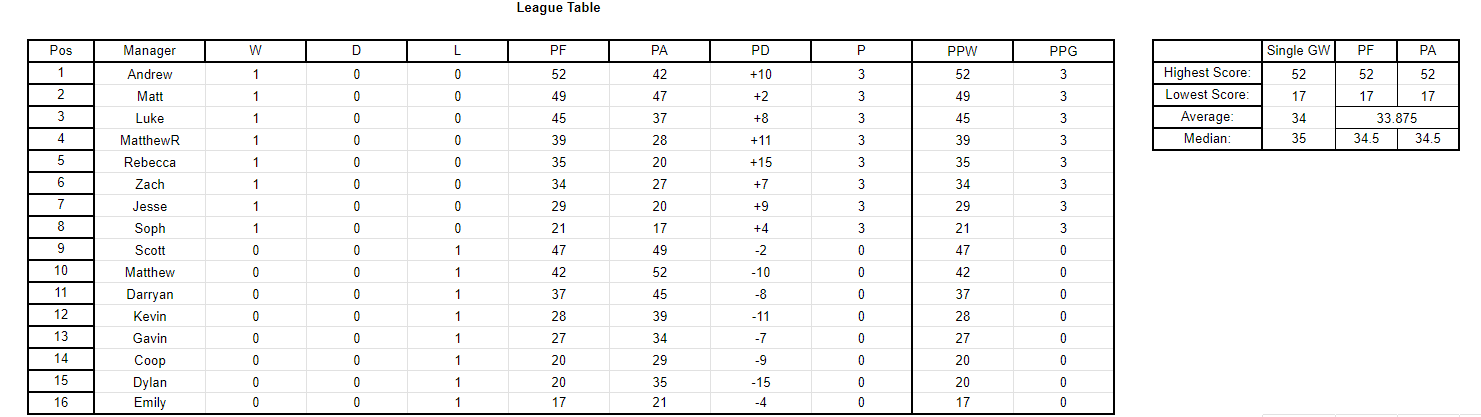 League Table
Pos Manager W D L PF PA PD P PPW PPG
1 Andrew 1 0 0 52 42 +10 3 52 3
2 Matt 1 0 0 49 47 +2 3 49 3
3 Luke 1 0 0 45 37 +8 3 45 3
4 MatthewR 1 0 0 39 28 +11 3 39 3
5 Rebecca 1 0 0 35 20 +15 3 35 3
6 Zach 1 0 0 34 27 +7 3 34 3
7 Jesse 1 0 0 29 20 +9 3 29 3
8 Soph 1 0 0 21 17 +4 3 21 3
9 Scott 0 0 1 47 49 -2 0 47 0
10 Matthew 0 0 1 42 52 -10 0 42 0
11 Darryan 0 0 1 37 45 -8 0 37 0
12 Kevin 0 0 1 28 39 -11 0 28 0
13 Gavin 0 0 1 27 34 -7 0 27 0
14 Coop 0 0 1 20 29 -9 0 20 0
15 Dylan 0 0 1 20 35 -15 0 20 0
16 Emily 0 0 1 17 21 -4 0 17 0
Single GW PF PA
Highest Score: 52 52 52
Lowest Score: 17 17 17
Average: 34 33.875
Median: 35 34.5 34.5